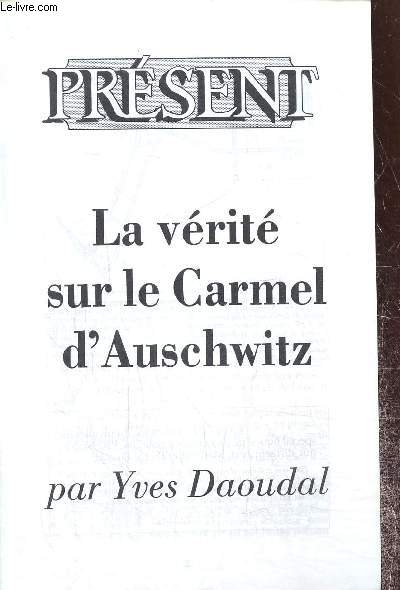 Le-livre.com
PRÉSENT
La vérité
sur le Carmel
d'Auschwitz
par Yves Daoudal